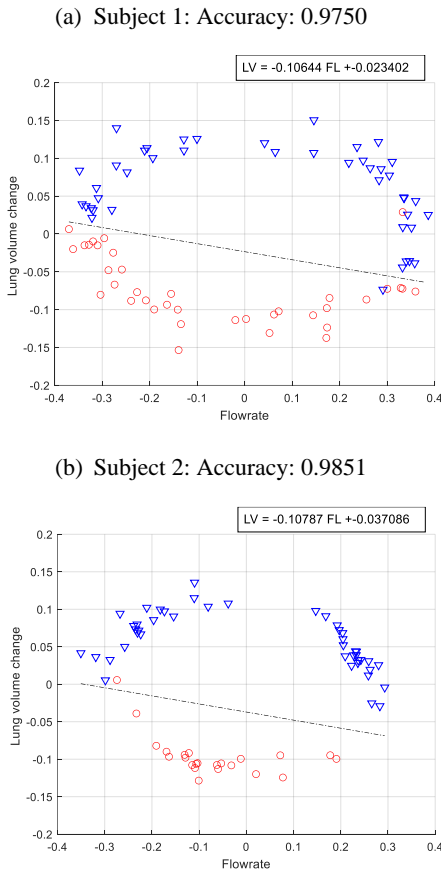 (a) Subject 1: Accuracy: 0.9750
LV = -0.10644 FL +-0.023402
0.2
0.15
0.1
0.05
0
-0.05
-0.1
-0.15
-0.2
Lung volume change
-0.4 -0.3 -0.2 -0.1 0 0.1 0.2 0.3 0.4
Flowrate
(b) Subject 2: Accuracy: 0.9851
LV = -0.10787 FL +-0.037086
0.2
0.15
0.1
0.05
0
-0.05
-0.1
-0.15
-0.2
Lung volume change
-0.4 -0.3 -0.2 -0.1 0 0.1 0.2 0.3 0.4
Flowrate